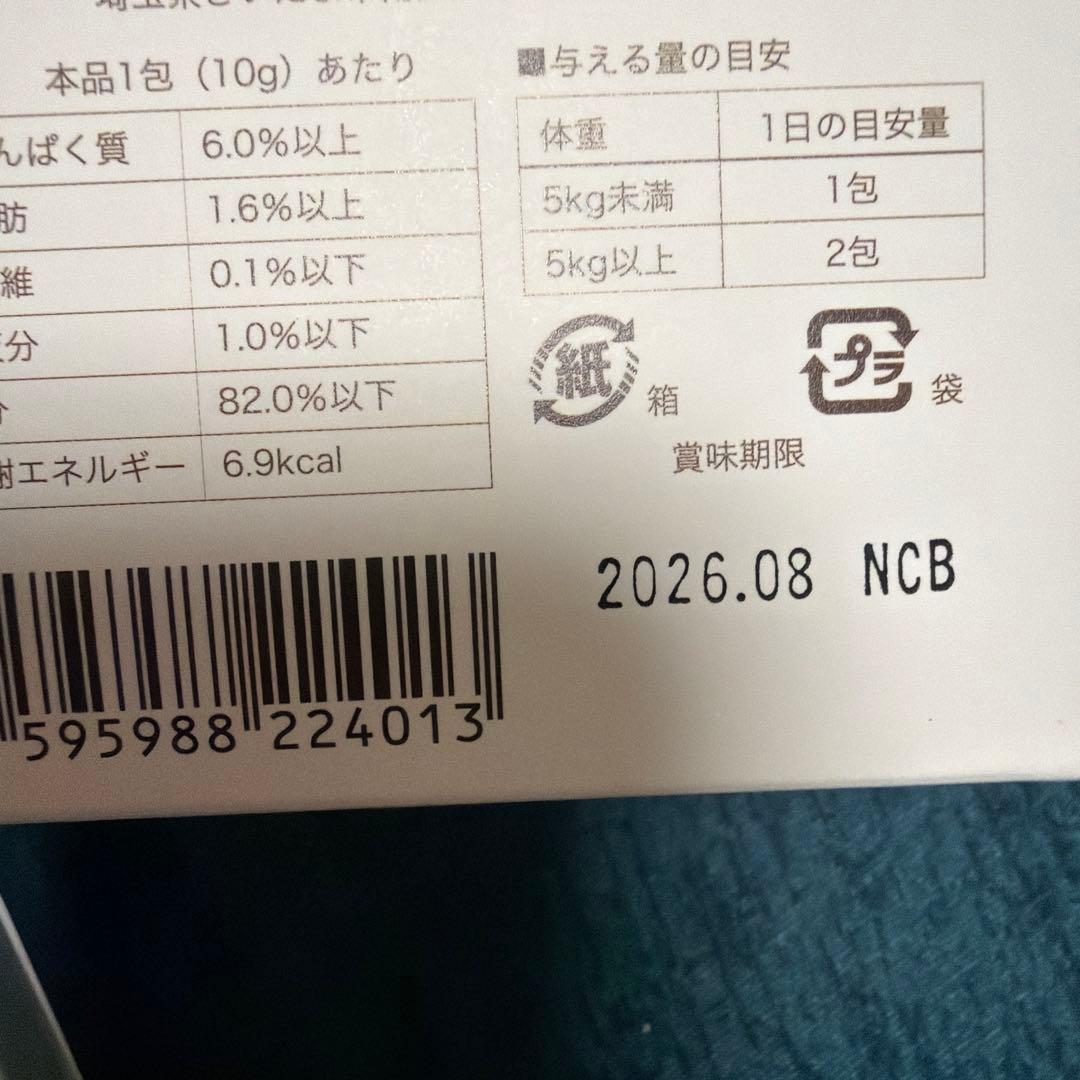 本品1包（10g）あたり
んぱく質 6.0%以上
肪 1.6%以上
維 0.1%以下
分 1.0%以下
82.0%以下
エネルギー 6.9kcal
■与える量の目安
体重 1日の目安量
5kg未満 1包
5kg以上 2包
紙 箱
プラ 袋
賞味期限
2026.08 NCB
595988 224013